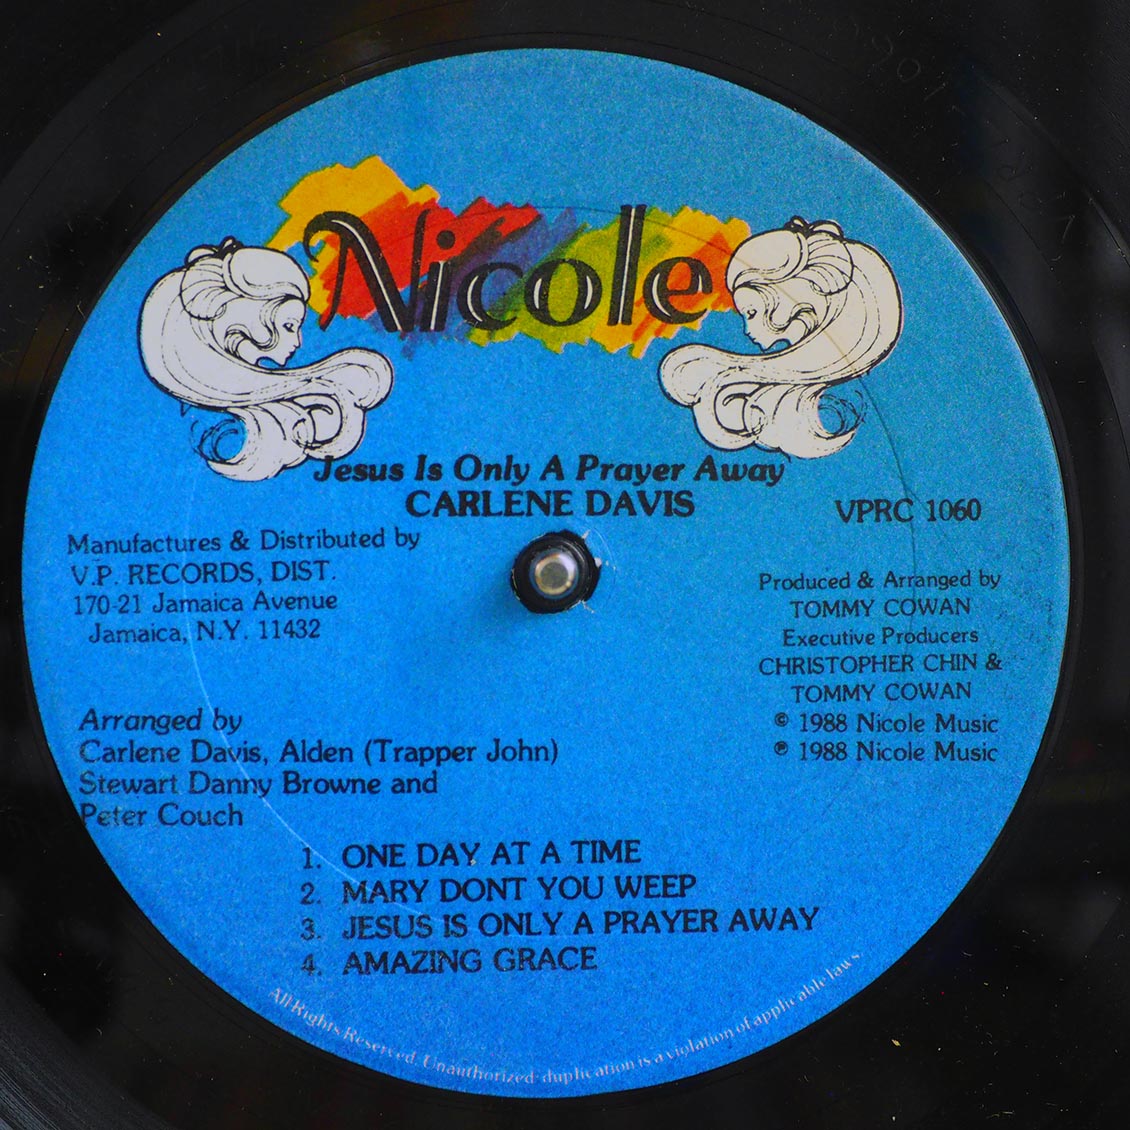 Nicole
Jesus Is Only A Prayer Away
CARLENE DAVIS
VPRC 1060
Manufactures & Distributed by
V.P. RECORDS, DIST.
170-21 Jamaica Avenue
Jamaica, N.Y. 11432
Produced & Arranged by
TOMMY COWAN
Executive Producers
CHRISTOPHER CHIN &
TOMMY COWAN
© 1988 Nicole Music
℗ 1988 Nicole Music
Arranged by
Carlene Davis, Alden (Trapper John)
Stewart Danny Browne and
Peter Couch
1. ONE DAY AT A TIME
2. MARY DONT YOU WEEP
3. JESUS IS ONLY A PRAYER AWAY
4. AMAZING GRACE
All Rights Reserved. Unauthorized duplication is a violation of applicable laws.